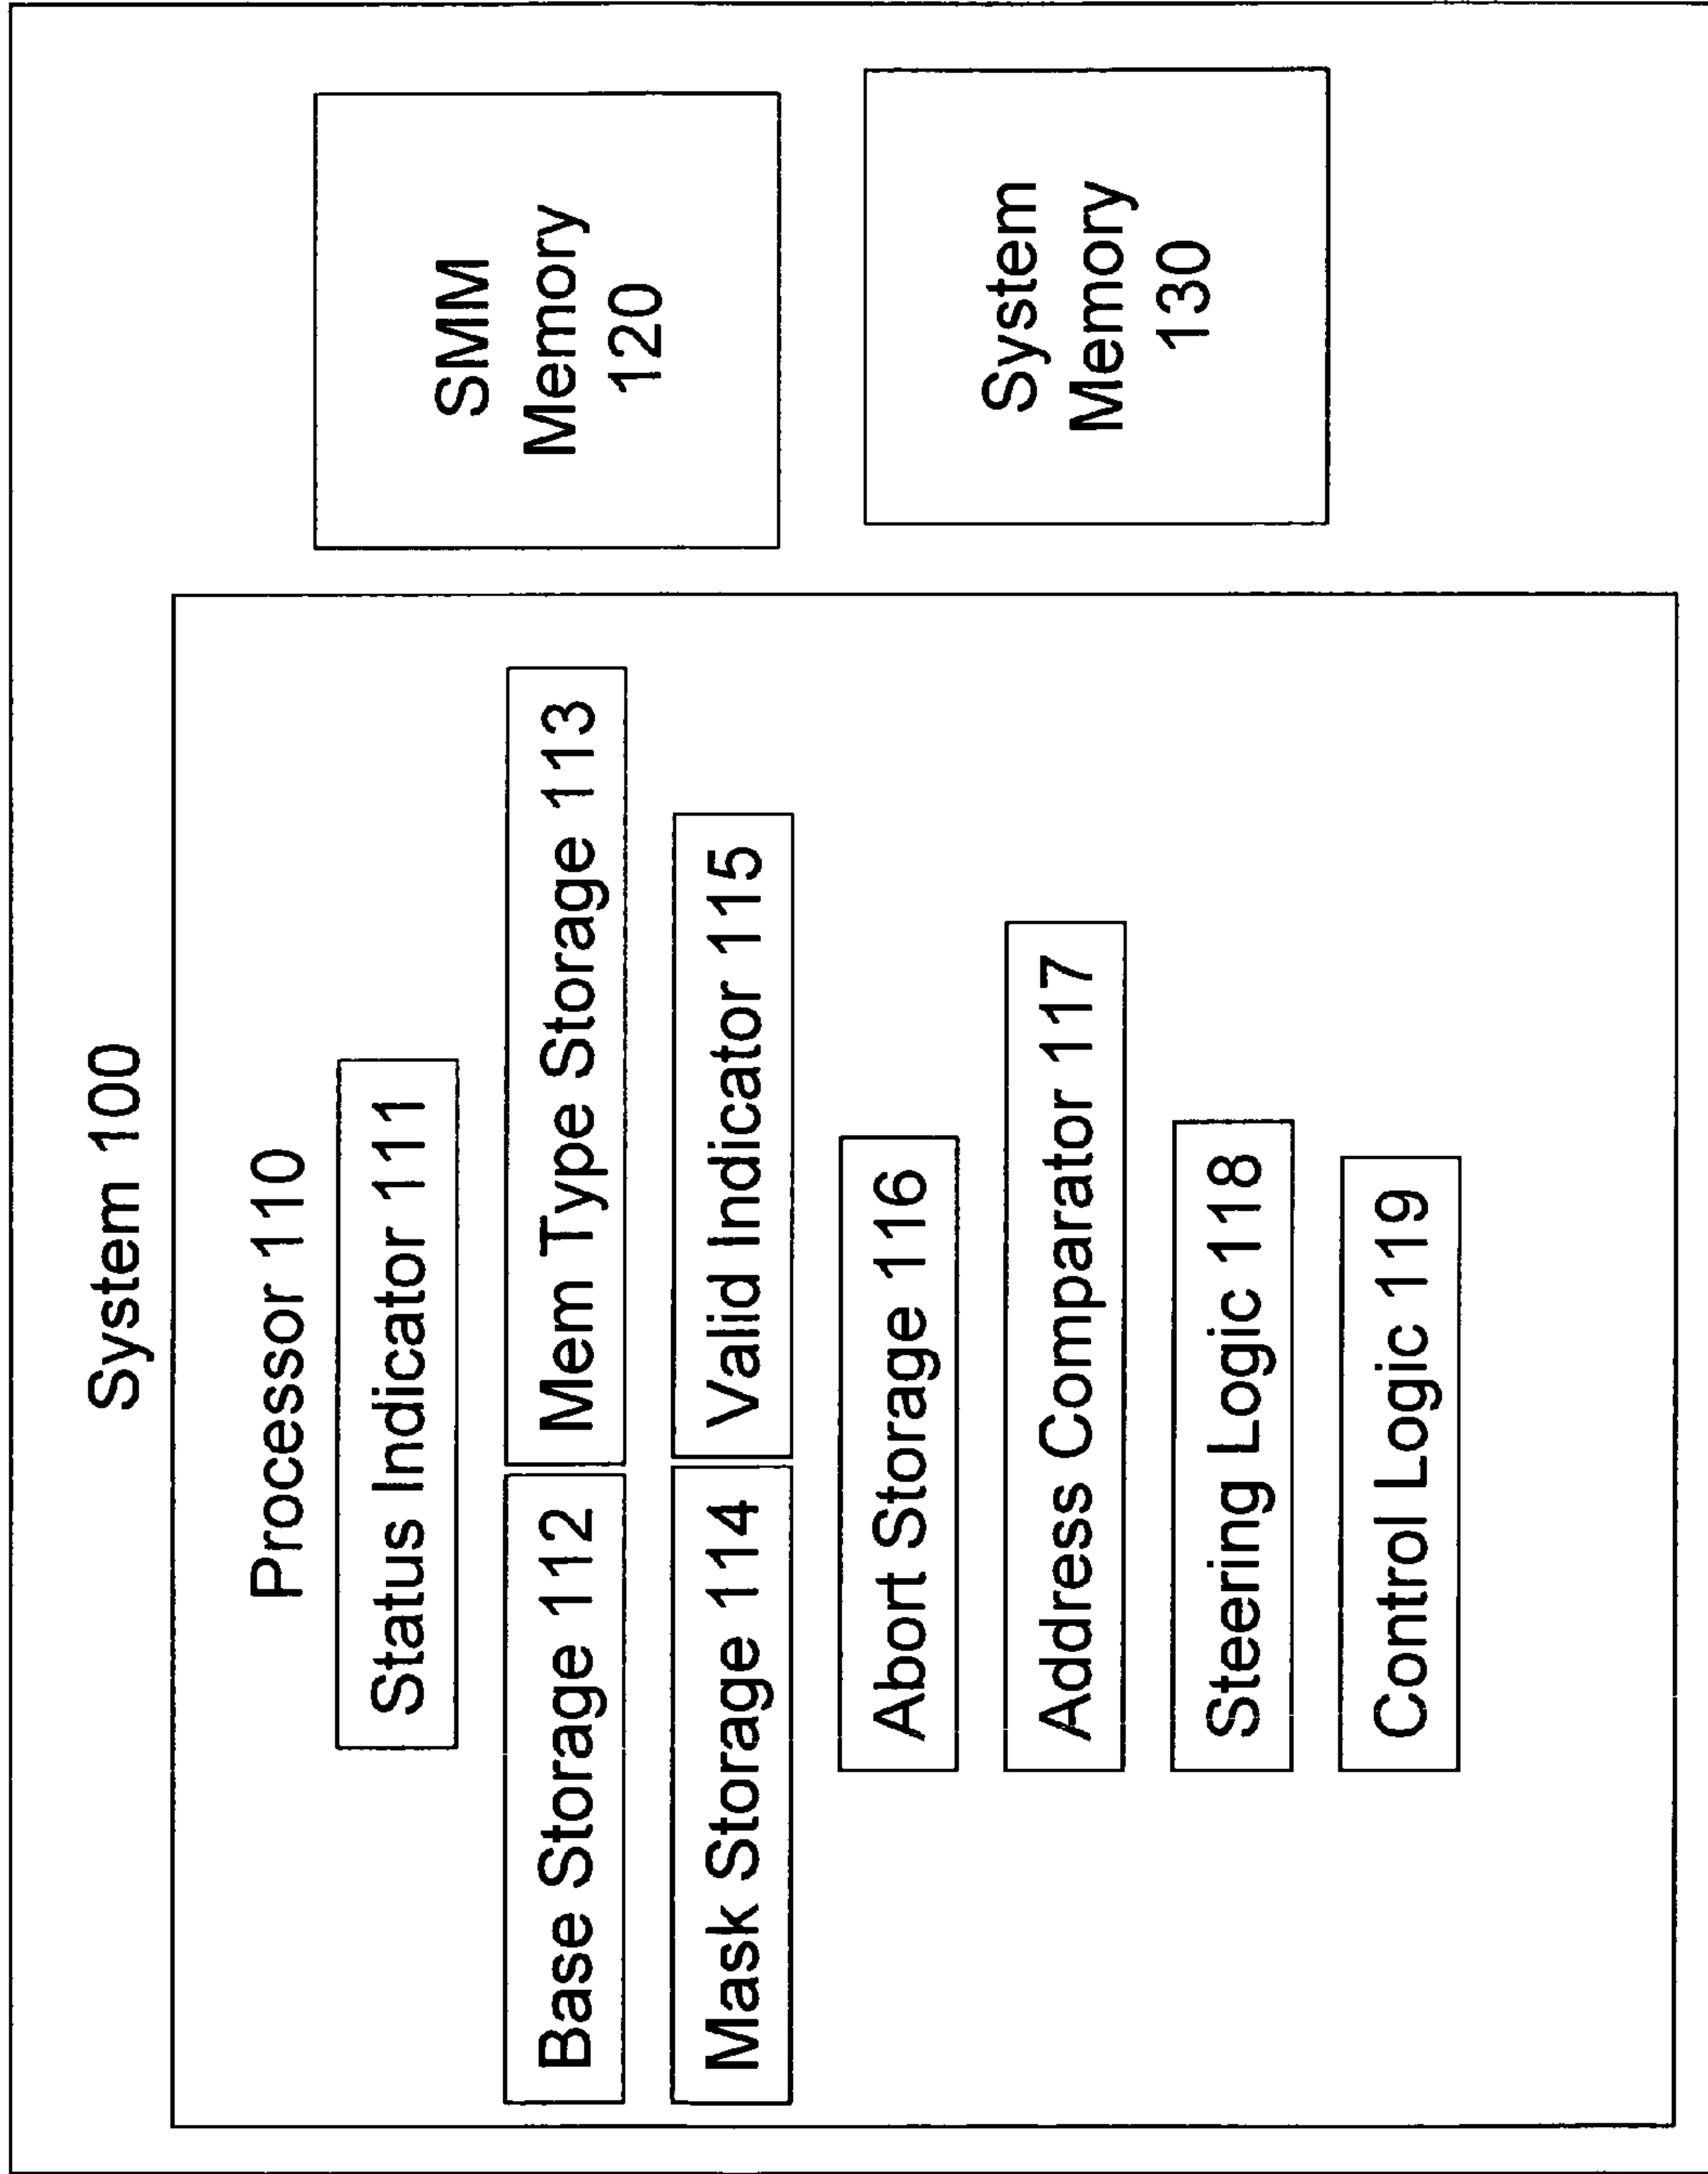 System 100
Processor 110
Status Indicator 111
Base Storage 112
Mem Type Storage 113
Mask Storage 114
Valid Indicator 115
Abort Storage 116
Address Comparator 117
Steering Logic 118
Control Logic 119
SMM
Memory
120
System
Memory
130